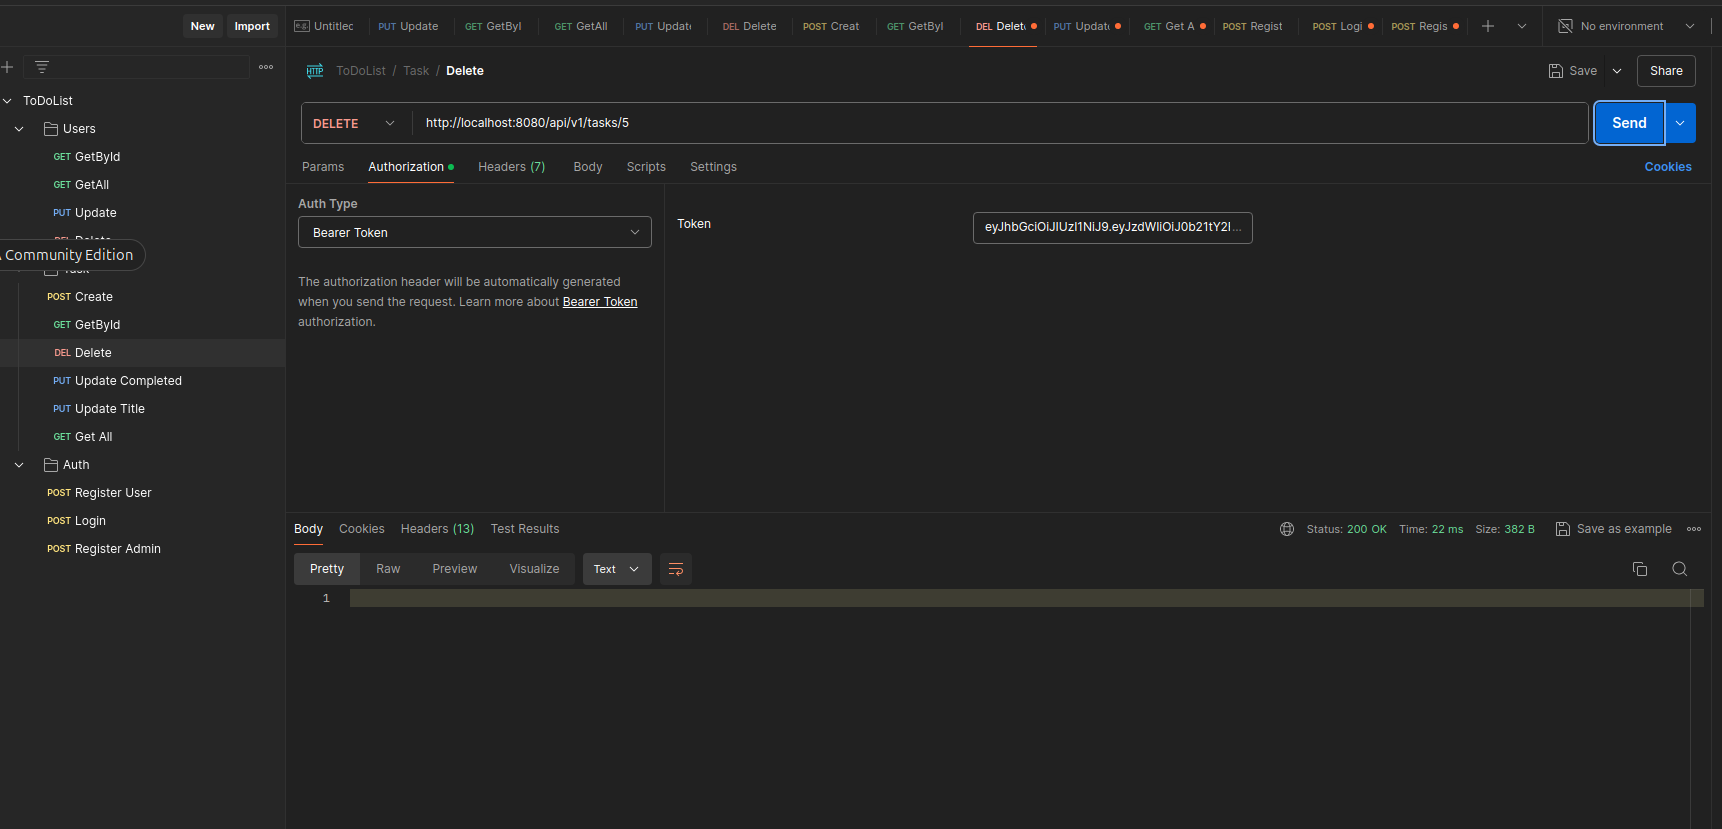 New Import
Untitlec PUT Update GET GetByI GET GetAll PUT Update DEL Delete POST Creat GET GetByI DEL Delet PUT Updat GET Get A POST Regist POST Logi POST Regis No environment
HTTP ToDoList / Task / Delete Save Share
ToDoList
Users
GET GetById
GET GetAll
PUT Update
Community Edition
POST Create
GET GetById
DEL Delete
PUT Update Completed
PUT Update Title
GET Get All
Auth
POST Register User
POST Login
POST Register Admin
DELETE http://localhost:8080/api/v1/tasks/5 Send
Params Authorization Headers (7) Body Scripts Settings Cookies
Auth Type
Bearer Token
Token eyJhbGciOiJIUzI1NiJ9.eyJzdWIiOiJ0b21tY2I...
The authorization header will be automatically generated
when you send the request. Learn more about Bearer Token
authorization.
Body Cookies Headers (13) Test Results Status: 200 OK Time: 22 ms Size: 382 B Save as example
Pretty Raw Preview Visualize Text
1